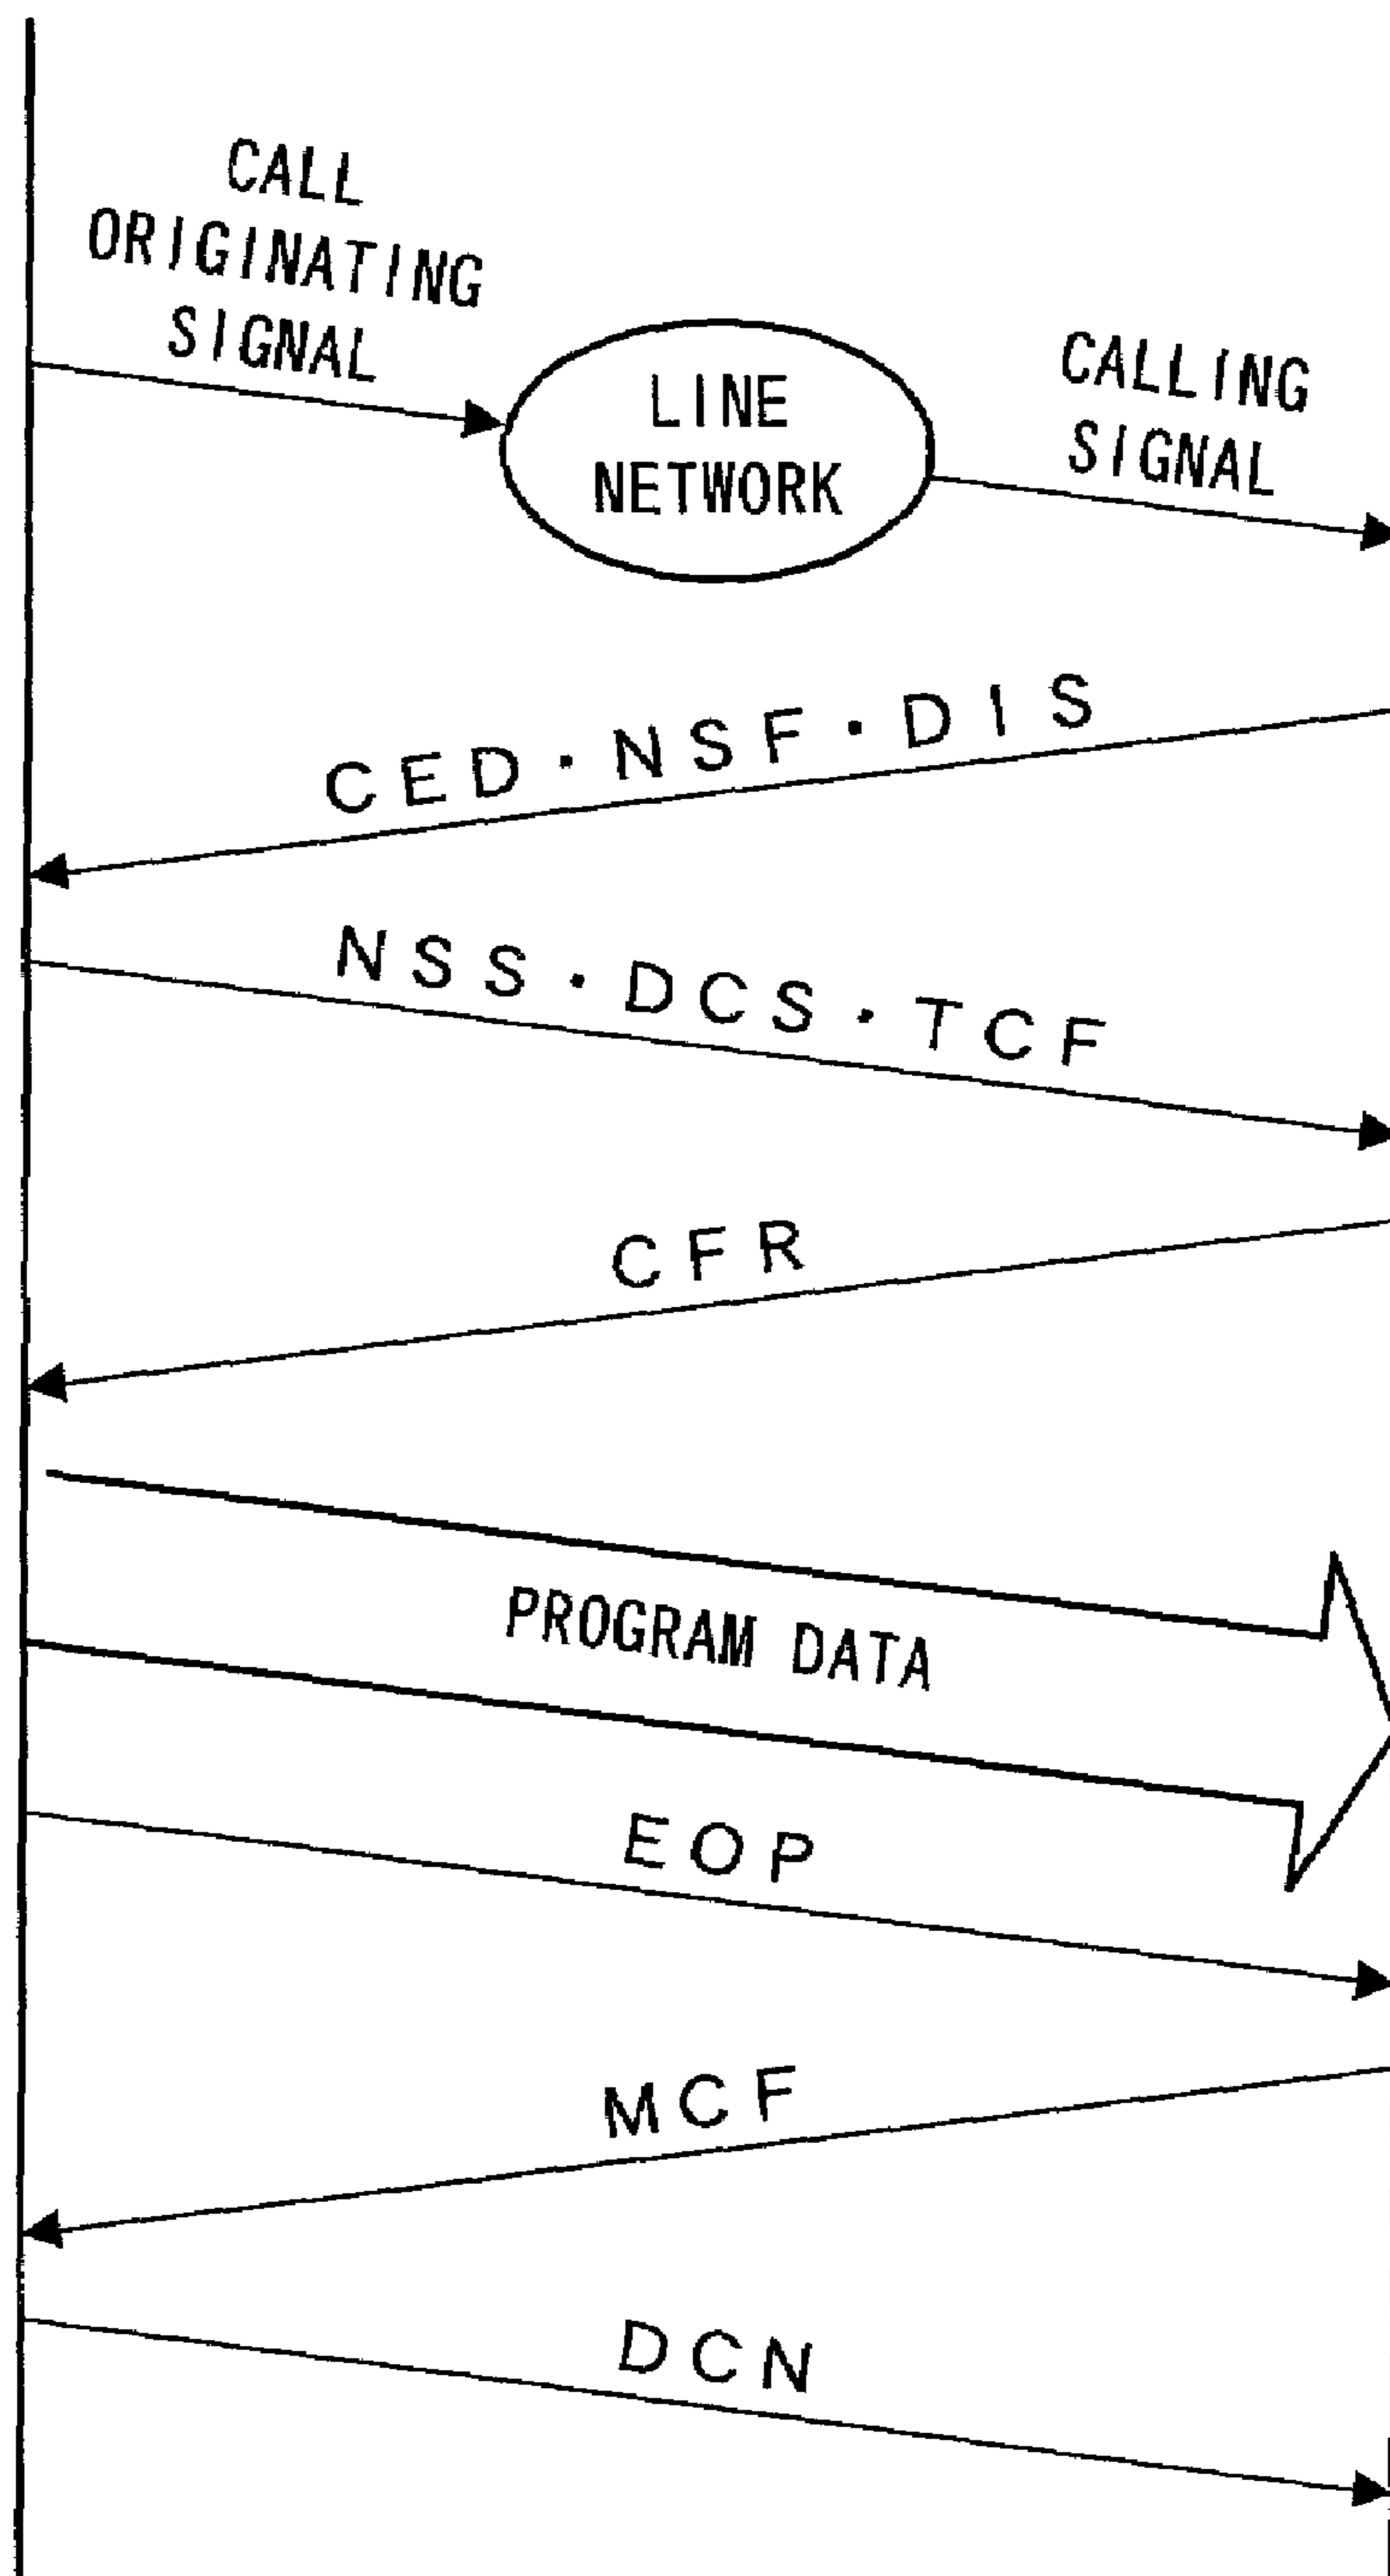 CALL
ORIGINATING
SIGNAL
LINE
NETWORK
CALLING
SIGNAL
CED・NSF・DIS
NSS・DCS・TCF
CFR
PROGRAM DATA
EOP
MCF
DCN